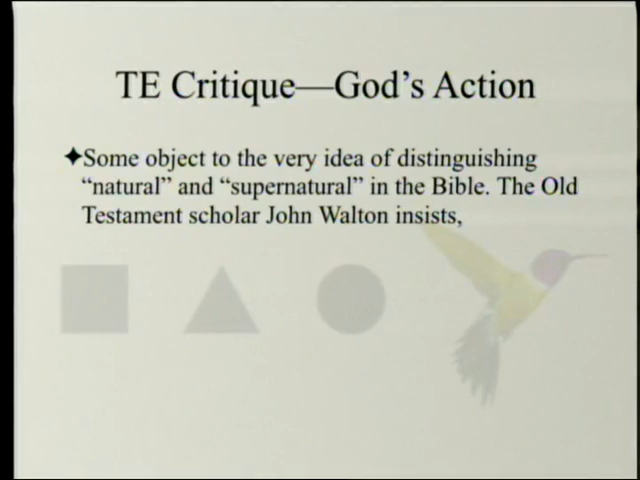 TE Critique—God's Action
✦Some object to the very idea of distinguishing
“natural” and “supernatural” in the Bible. The Old
Testament scholar John Walton insists,